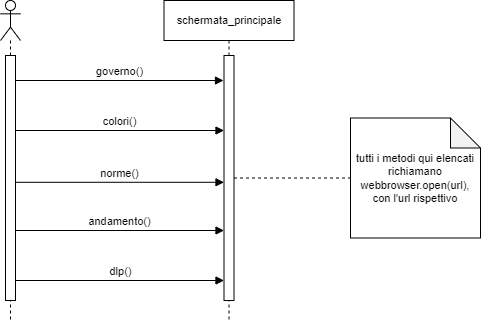 schermata_principale
governo()
colori()
norme()
andamento()
dlp()
tutti i metodi qui elencati
richiamano
webbrowser.open(url),
con l'url rispettivo